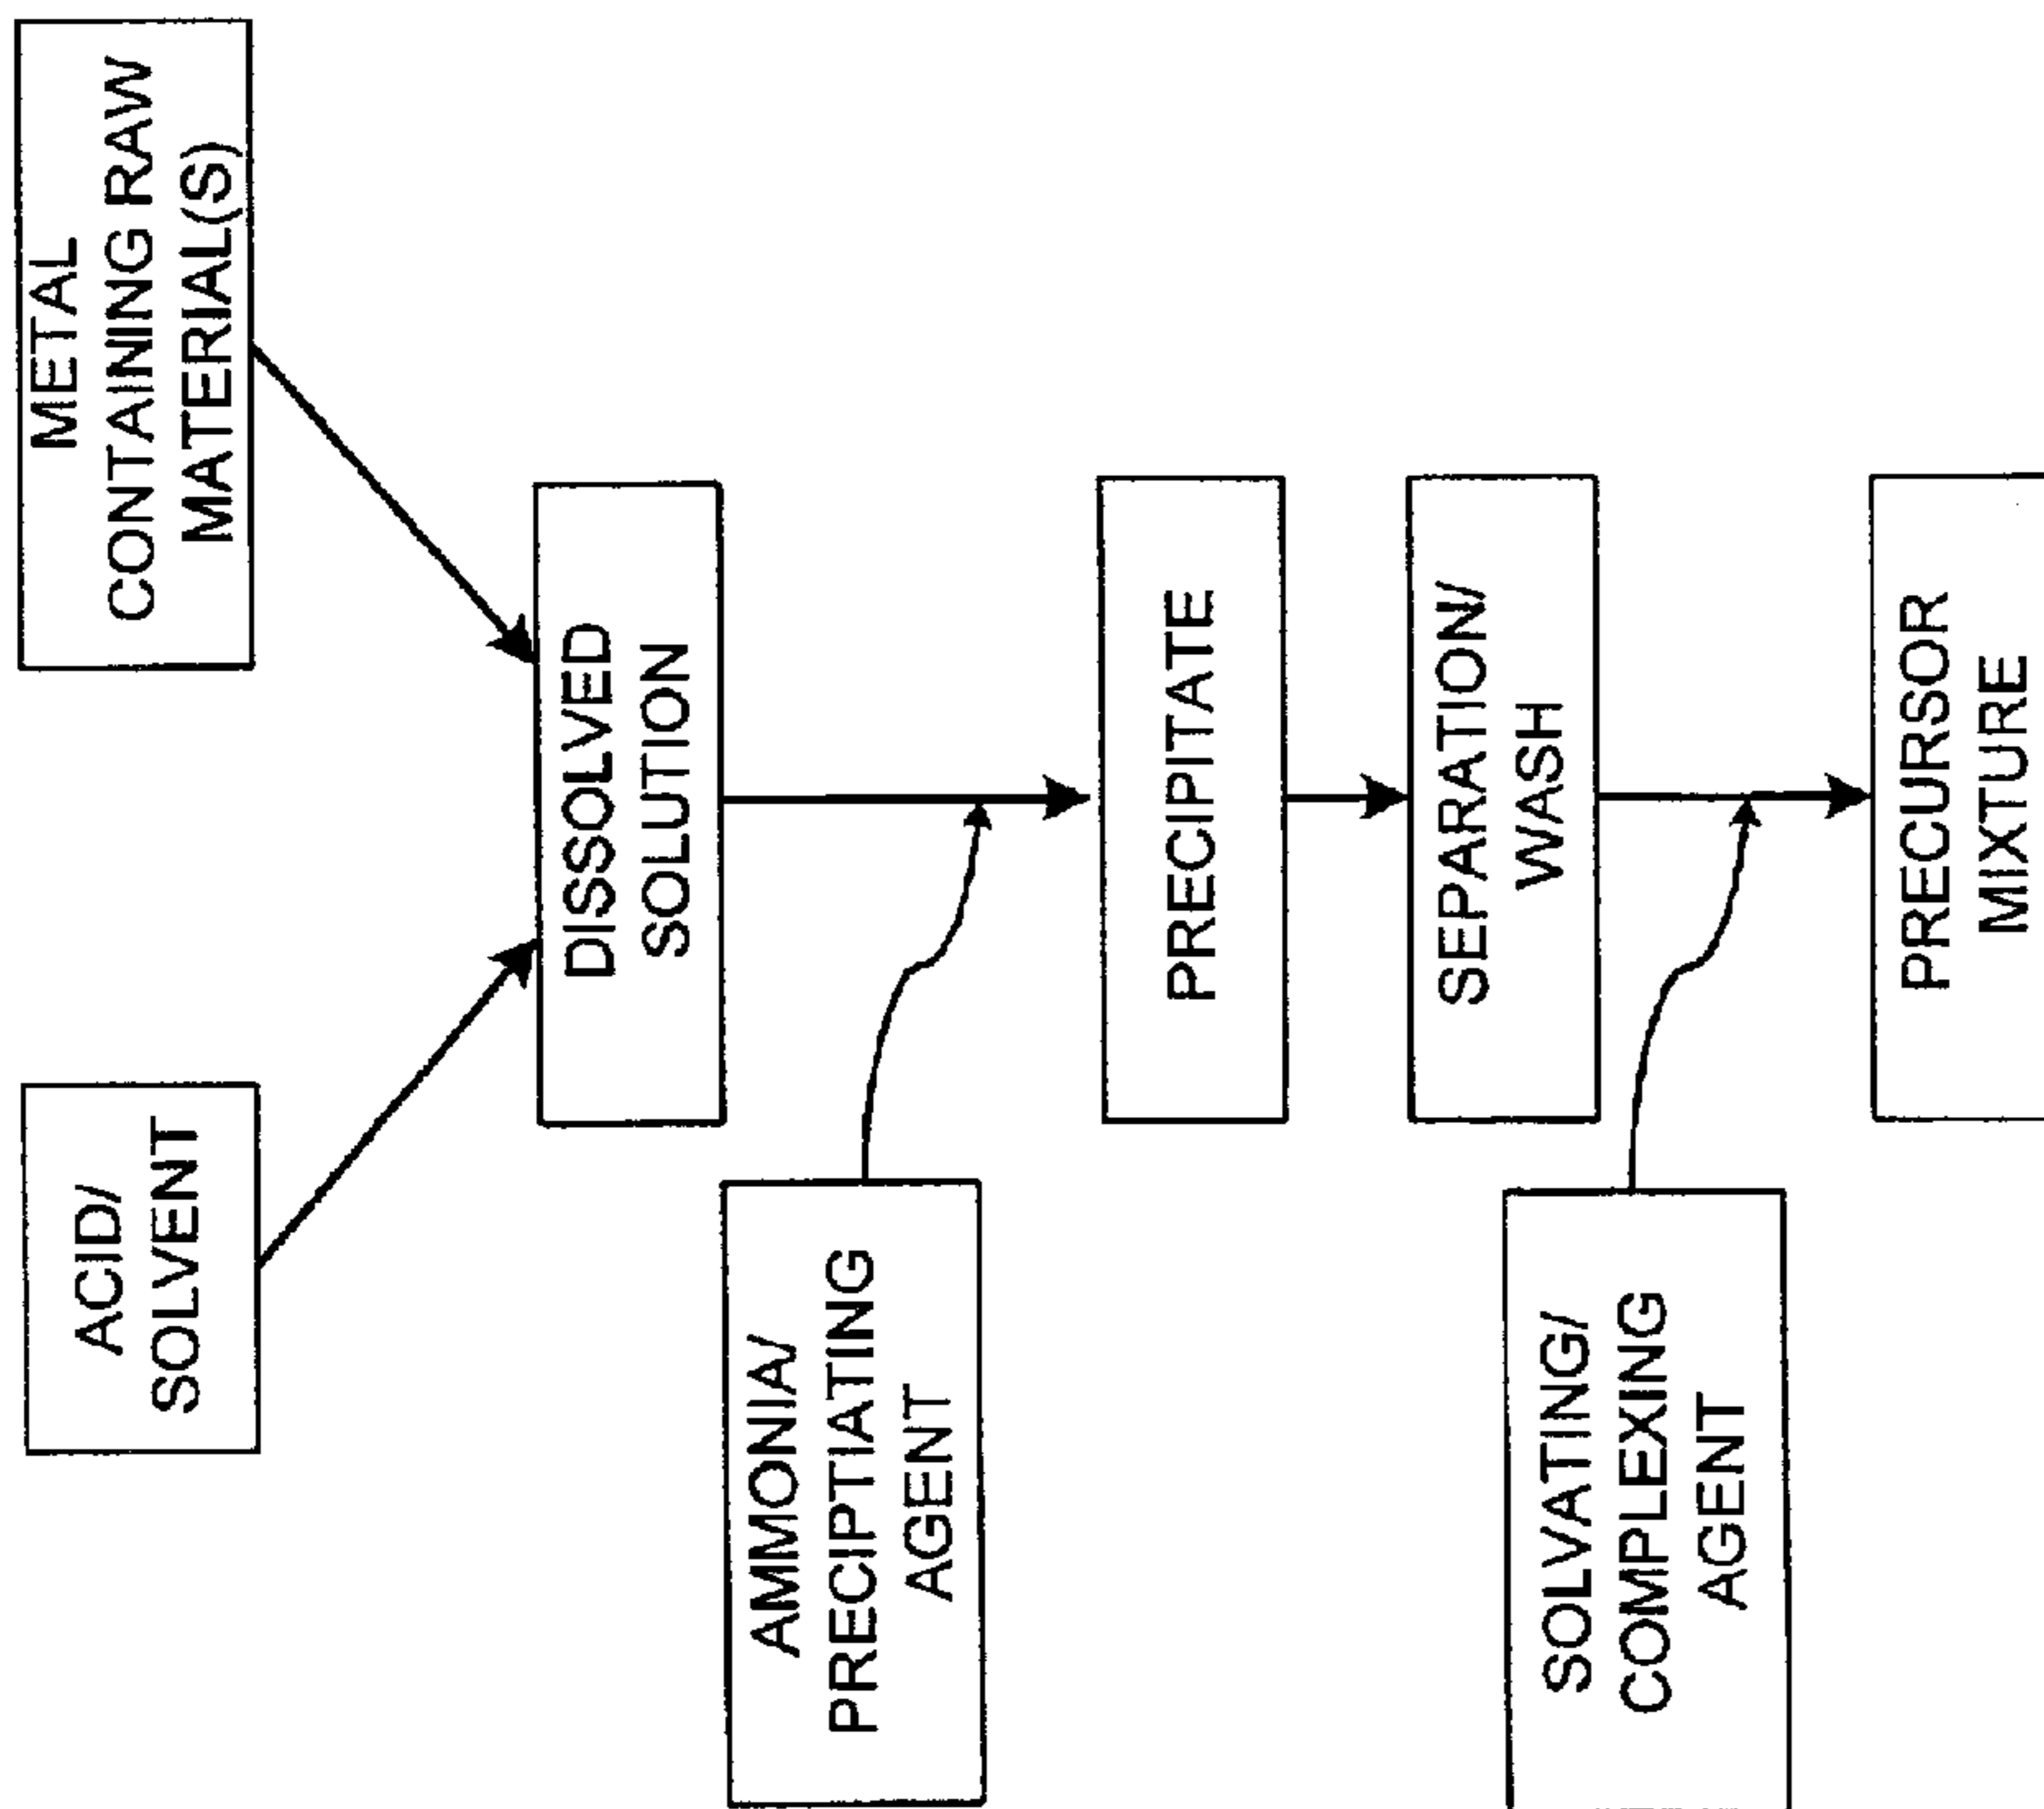 METAL
CONTAINING RAW
MATERIAL(S)
ACID/
SOLVENT
DISSOLVED
SOLUTION
AMMONIA/
PRECIPTIATING
AGENT
PRECIPITATE
SEPARATION/
WASH
SOLVATING/
COMPLEXING
AGENT
PRECURSOR
MIXTURE